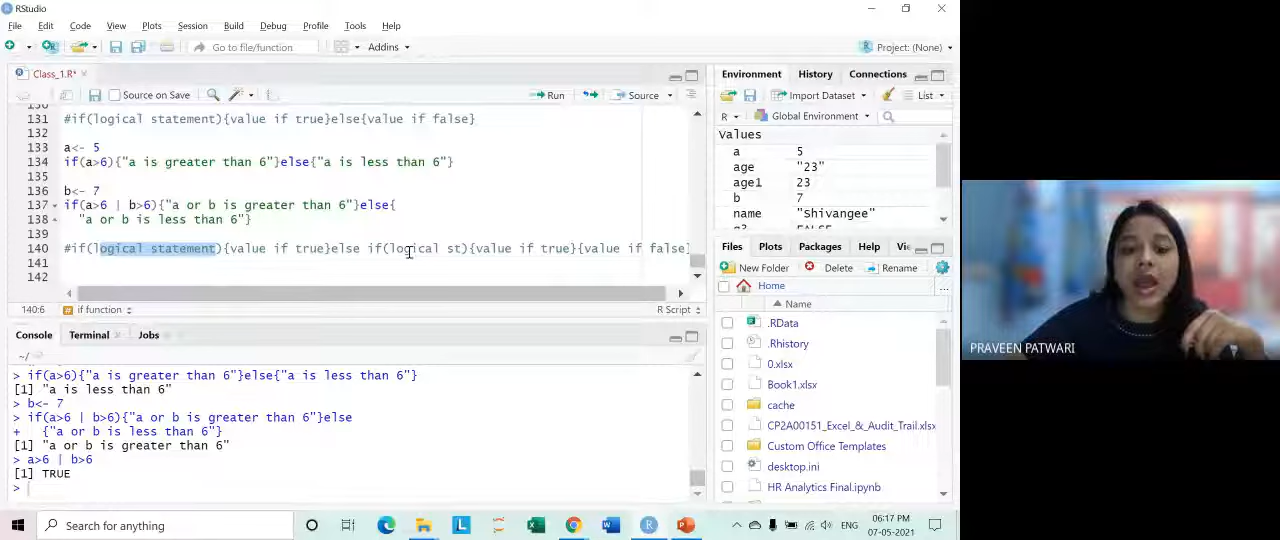 RStudio
File Edit Code View Plots Session Build Debug Profile Tools Help
Go to file/function Addins Project: (None)
Class_1.R*
Source on Save Run Source
130
131 #if(logical statement){value if true}else{value if false}
132
133 a<- 5
134 if(a>6){"a is greater than 6"}else{"a is less than 6"}
135
136 b<- 7
137 if(a>6 | b>6){"a or b is greater than 6"}else{
138 "a or b is less than 6"}
139
140 #if(logical statement){value if true}else if(logical st){value if true}{value if false}
141
142
140:6 if function R Script
Console Terminal Jobs
~/
> if(a>6){"a is greater than 6"}else{"a is less than 6"}
[1] "a is less than 6"
> b<- 7
> if(a>6 | b>6){"a or b is greater than 6"}else
+ {"a or b is less than 6"}
[1] "a or b is greater than 6"
> a>6 | b>6
[1] TRUE
>
Environment History Connections
Import Dataset List
R Global Environment
Values
a 5
age "23"
age1 23
b 7
name "Shivangee"
FALSE
Files Plots Packages Help Vi
New Folder Delete Rename
Home ...
Name
.RData
.Rhistory
0.xlsx
Book1.xlsx
cache
CP2A00151_Excel_&_Audit_Trail.xlsx
Custom Office Templates
desktop.ini
HR Analytics Final.ipynb
PRAVEEN PATWARI
Search for anything
ENG 06:17 PM
07-05-2021